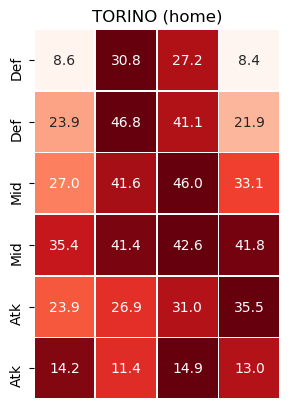 TORINO (home)
Def 8.6 30.8 27.2 8.4
Def 23.9 46.8 41.1 21.9
Mid 27.0 41.6 46.0 33.1
Mid 35.4 41.4 42.6 41.8
Atk 23.9 26.9 31.0 35.5
Atk 14.2 11.4 14.9 13.0